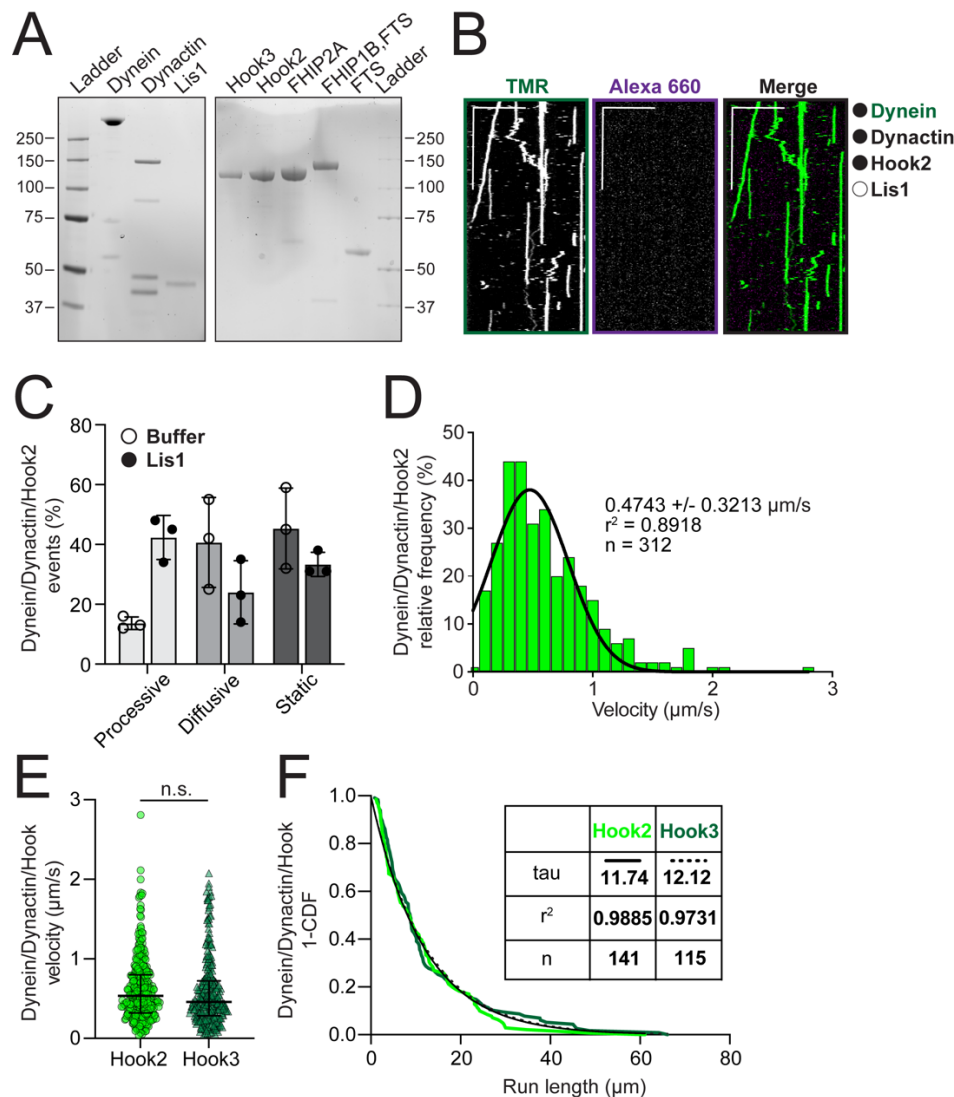 A
Ladder
Dynein
Dynactin
Lis1
Hook3
Hook2
FHIP2A
FHIP1B,FTS
FTS
Ladder
250
150
100
75
50
37
250
150
100
75
50
37
B
TMR
Alexa 660
Merge
Dynein
Dynactin
Hook2
Lis1
C
Dynein/Dynactin/Hook2
events (%)
80
60
40
20
0
Buffer
Lis1
Processive
Diffusive
Static
D
Dynein/Dynactin/Hook2
relative frequency (%)
50
40
30
20
10
0
0.4743 +/- 0.3213 µm/s
r² = 0.8918
n = 312
0 1 2 3
Velocity (µm/s)
E
Dynein/Dynactin/Hook
velocity (µm/s)
n.s.
3
2
1
0
Hook2 Hook3
F
Dynein/Dynactin/Hook
1-CDF
1.0
0.8
0.6
0.4
0.2
0.0
Hook2 Hook3
tau 11.74 12.12
r² 0.9885 0.9731
n 141 115
0 20 40 60 80
Run length (µm)